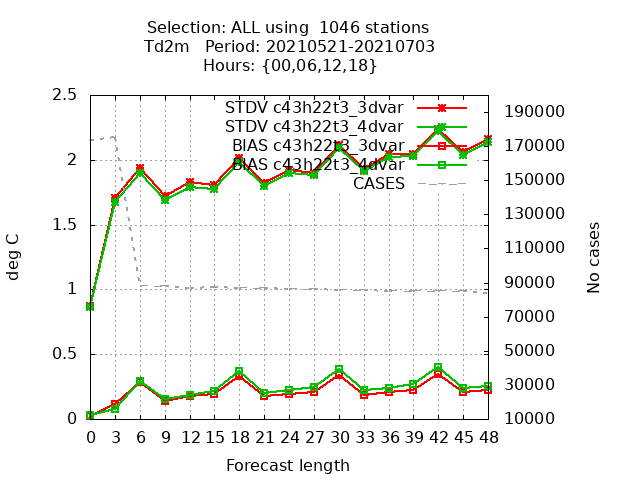 Selection: ALL using  1046 stations
Td2m   Period: 20210521-20210703
Hours: {00,06,12,18}
STDV c43h22t3_3dvar
STDV c43h22t3_4dvar
BIAS c43h22t3_3dvar
BIAS c43h22t3_4dvar
CASES
deg C
2.5
2
1.5
1
0.5
0
No cases
190000
170000
150000
130000
110000
90000
70000
50000
30000
10000
0 3 6 9 12 15 18 21 24 27 30 33 36 39 42 45 48
Forecast length